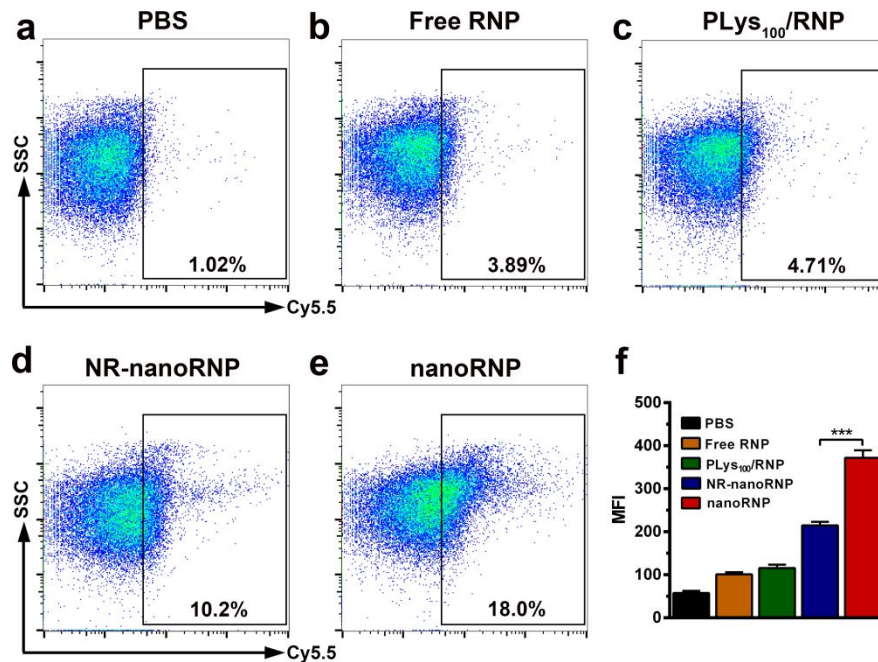 a
PBS
b
Free RNP
c
PLys₁₀₀/RNP
SSC
1.02%
3.89%
4.71%
Cy5.5
d
NR-nanoRNP
e
nanoRNP
f
SSC
10.2%
18.0%
Cy5.5
MFI
500
400
300
200
100
0
PBS
Free RNP
PLys₁₀₀/RNP
NR-nanoRNP
nanoRNP
***